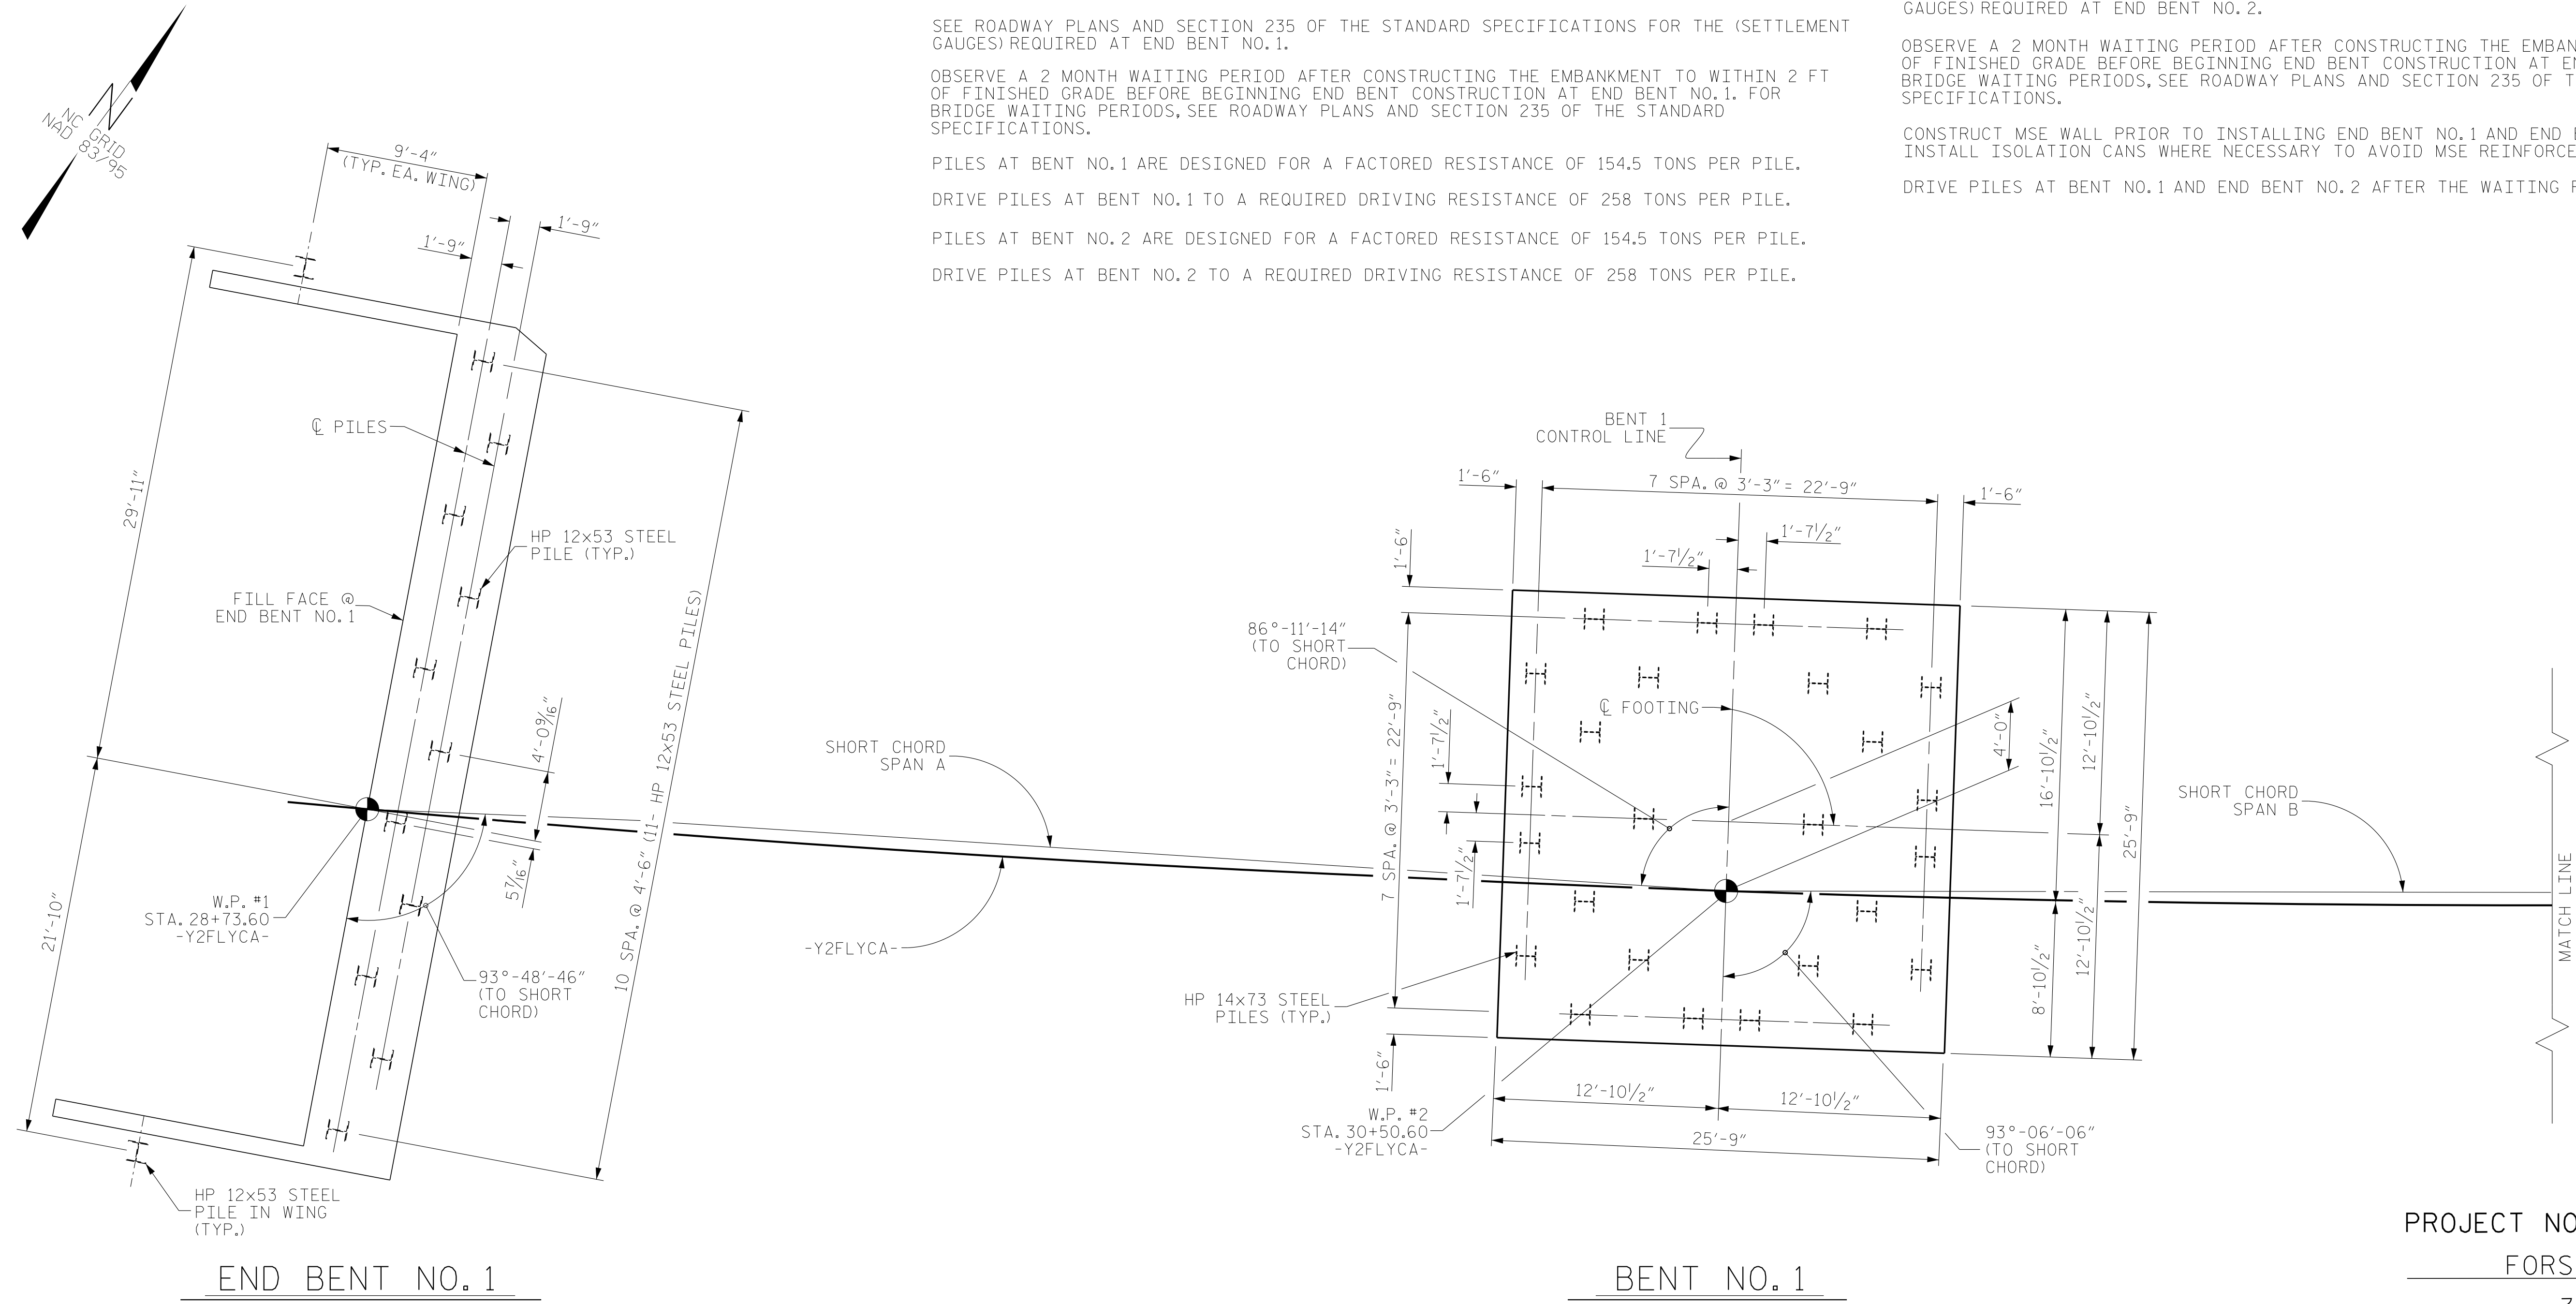 SEE ROADWAY PLANS AND SECTION 235 OF THE STANDARD SPECIFICATIONS FOR THE (SETTLEMENT
GAUGES) REQUIRED AT END BENT NO. 1.
OBSERVE A 2 MONTH WAITING PERIOD AFTER CONSTRUCTING THE EMBANKMENT TO WITHIN 2 FT
OF FINISHED GRADE BEFORE BEGINNING END BENT CONSTRUCTION AT END BENT NO. 1. FOR
BRIDGE WAITING PERIODS, SEE ROADWAY PLANS AND SECTION 235 OF THE STANDARD
SPECIFICATIONS.
PILES AT BENT NO. 1 ARE DESIGNED FOR A FACTORED RESISTANCE OF 154.5 TONS PER PILE.
DRIVE PILES AT BENT NO. 1 TO A REQUIRED DRIVING RESISTANCE OF 258 TONS PER PILE.
PILES AT BENT NO. 2 ARE DESIGNED FOR A FACTORED RESISTANCE OF 154.5 TONS PER PILE.
DRIVE PILES AT BENT NO. 2 TO A REQUIRED DRIVING RESISTANCE OF 258 TONS PER PILE.
GAUGES) REQUIRED AT END BENT NO. 2.
OBSERVE A 2 MONTH WAITING PERIOD AFTER CONSTRUCTING THE EMBAN
OF FINISHED GRADE BEFORE BEGINNING END BENT CONSTRUCTION AT E
BRIDGE WAITING PERIODS, SEE ROADWAY PLANS AND SECTION 235 OF T
SPECIFICATIONS.
CONSTRUCT MSE WALL PRIOR TO INSTALLING END BENT NO. 1 AND END
INSTALL ISOLATION CANS WHERE NECESSARY TO AVOID MSE REINFORCE
DRIVE PILES AT BENT NO. 1 AND END BENT NO. 2 AFTER THE WAITING
N
NC GRID
NAD 83/95
9'-4"
(TYP. EA. WING)
1'-9"
1'-9"
℄ PILES
29'-11"
HP 12x53 STEEL
PILE (TYP.)
FILL FACE @
END BENT NO. 1
10 SPA. @ 4'-6" (11- HP 12x53 STEEL PILES)
4'-0 9/16"
5 7/16"
21'-10"
W.P. #1
STA. 28+73.60
-Y2FLYCA-
93°-48'-46"
(TO SHORT
CHORD)
HP 12x53 STEEL
PILE IN WING
(TYP.)
END BENT NO. 1
SHORT CHORD
SPAN A
-Y2FLYCA-
BENT 1
CONTROL LINE
1'-6"
7 SPA. @ 3'-3" = 22'-9"
1'-6"
1'-6"
1'-7 1/2"
1'-7 1/2"
86°-11'-14"
(TO SHORT
CHORD)
℄ FOOTING
7 SPA. @ 3'-3" = 22'-9"
1'-7 1/2"
1'-7 1/2"
4'-0"
16'-10 1/2"
12'-10 1/2"
25'-9"
8'-10 1/2"
12'-10 1/2"
SHORT CHORD
SPAN B
MATCH LINE
HP 14x73 STEEL
PILES (TYP.)
1'-6"
12'-10 1/2"
12'-10 1/2"
25'-9"
W.P. #2
STA. 30+50.60
-Y2FLYCA-
93°-06'-06"
(TO SHORT
CHORD)
BENT NO. 1
PROJECT NO
FORS